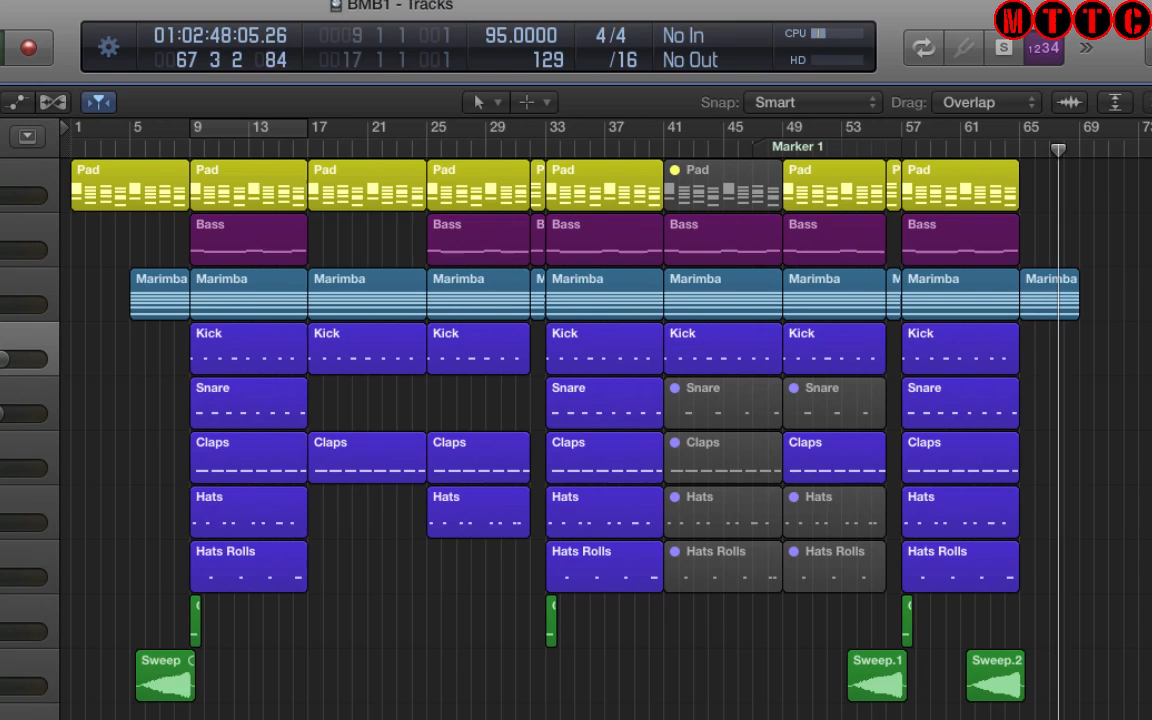 BMB1 - Tracks
MTTC
01:02:48:05.26 0009 1 1 001 95.0000 4/4 No In CPU
0067 3 2 084 0017 1 1 001 129 /16 No Out HD
S 1234
Snap: Smart Drag: Overlap
1 5 9 13 17 21 25 29 33 37 41 45 49 53 57 61 65 69 73
Marker 1
Pad Pad Pad Pad P Pad Pad Pad P Pad
Bass Bass B Bass Bass Bass Bass
Marimba Marimba Marimba Marimba M Marimba Marimba Marimba M Marimba Marimba
Kick Kick Kick Kick Kick Kick Kick
Snare Snare Snare Snare Snare
Claps Claps Claps Claps Claps Claps Claps
Hats Hats Hats Hats Hats Hats
Hats Rolls Hats Rolls Hats Rolls Hats Rolls Hats Rolls
Sweep Sweep.1 Sweep.2